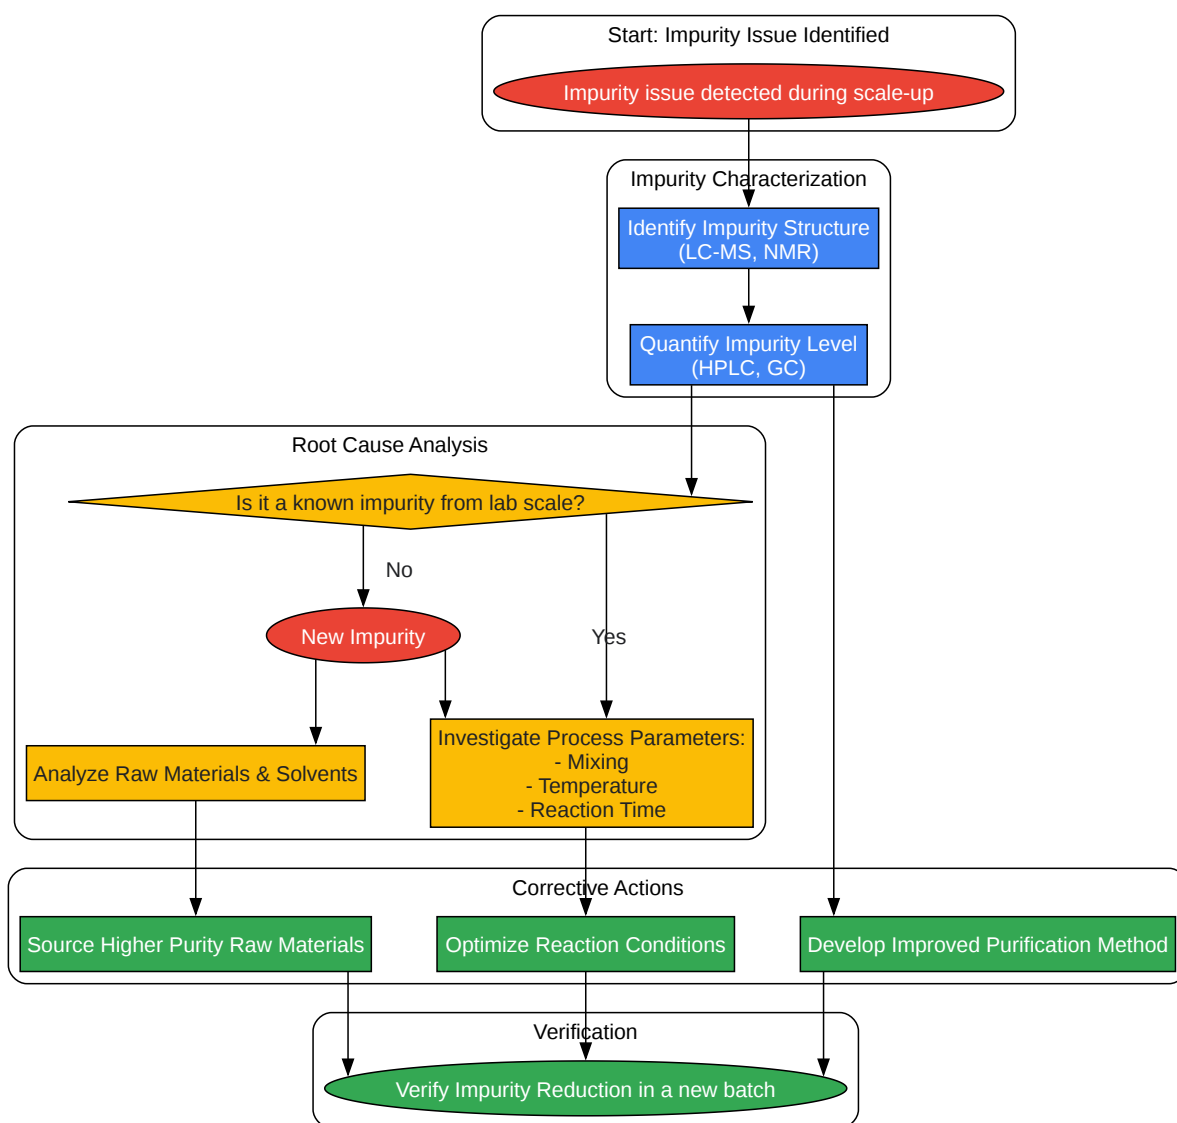 Start: Impurity Issue Identified
Impurity issue detected during scale-up
Impurity Characterization
Identify Impurity Structure
(LC-MS, NMR)
Quantify Impurity Level
(HPLC, GC)
Root Cause Analysis
Is it a known impurity from lab scale?
No
New Impurity
Yes
Analyze Raw Materials & Solvents
Investigate Process Parameters:
- Mixing
- Temperature
- Reaction Time
Corrective Actions
Source Higher Purity Raw Materials
Optimize Reaction Conditions
Develop Improved Purification Method
Verification
Verify Impurity Reduction in a new batch